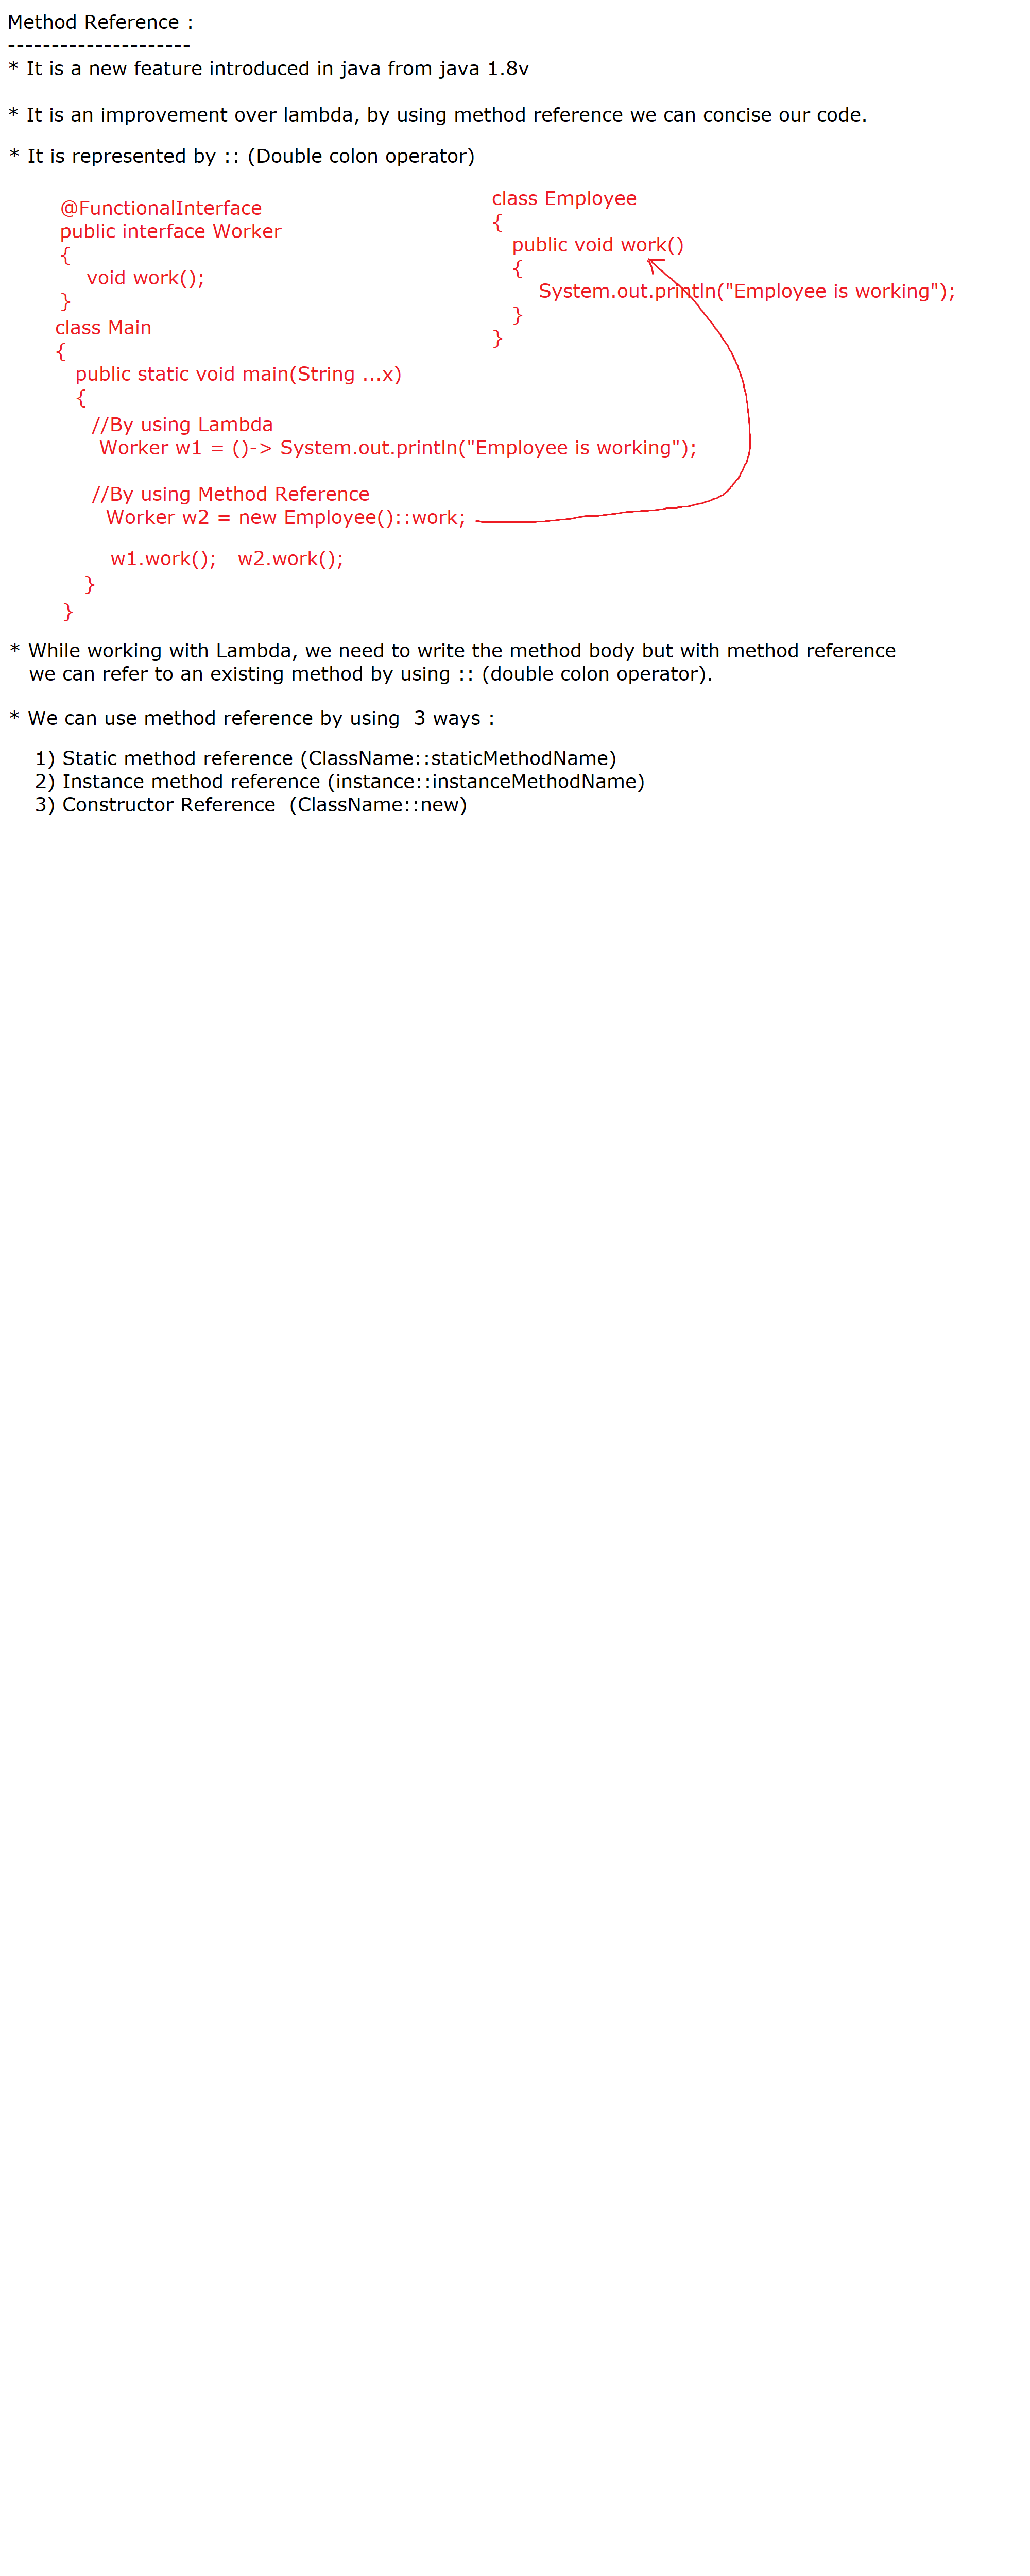 Method Reference :
---------------------
* It is a new feature introduced in java from java 1.8v
* It is an improvement over lambda, by using method reference we can concise our code.
* It is represented by :: (Double colon operator)
@FunctionalInterface
public interface Worker
{
void work();
}
class Employee
{
public void work()
{
System.out.println("Employee is working");
}
}
class Main
{
public static void main(String ...x)
{
//By using Lambda
Worker w1 = ()-> System.out.println("Employee is working");
//By using Method Reference
Worker w2 = new Employee()::work;
w1.work();   w2.work();
}
}
* While working with Lambda, we need to write the method body but with method reference
we can refer to an existing method by using :: (double colon operator).
* We can use method reference by using  3 ways :
1) Static method reference (ClassName::staticMethodName)
2) Instance method reference (instance::instanceMethodName)
3) Constructor Reference  (ClassName::new)